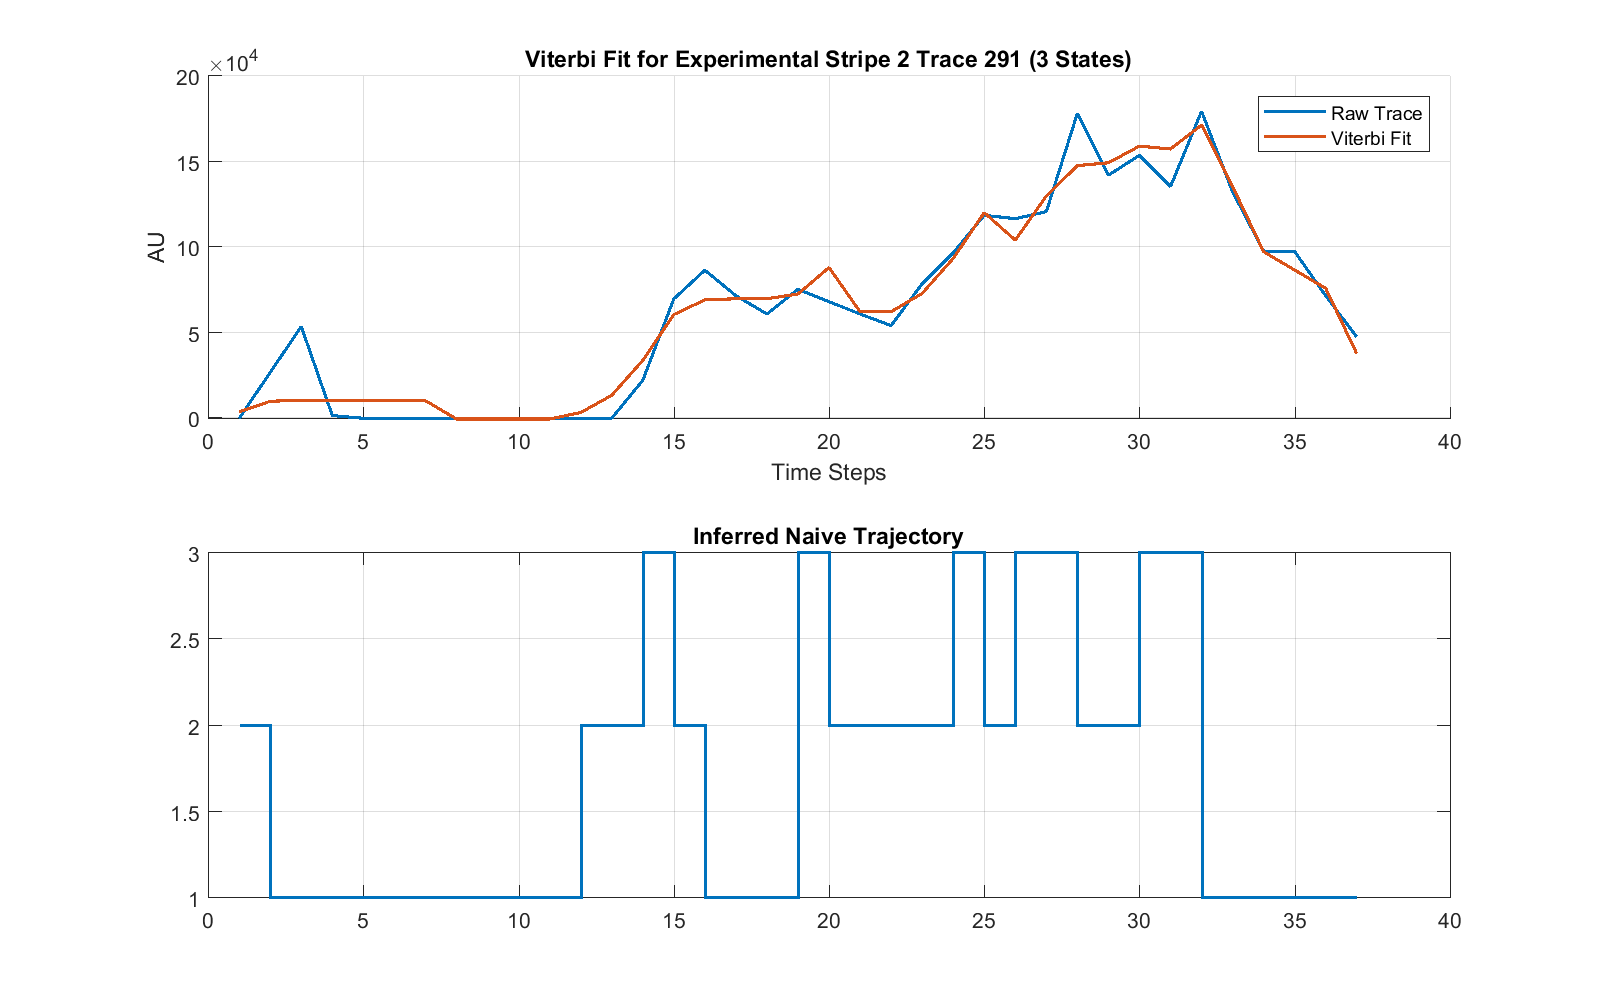 Viterbi Fit for Experimental Stripe 2 Trace 291 (3 States)
×10^4
20
15
10
5
0
AU
Raw Trace
Viterbi Fit
0 5 10 15 20 25 30 35 40
Time Steps
Inferred Naive Trajectory
3
2.5
2
1.5
1
0 5 10 15 20 25 30 35 40